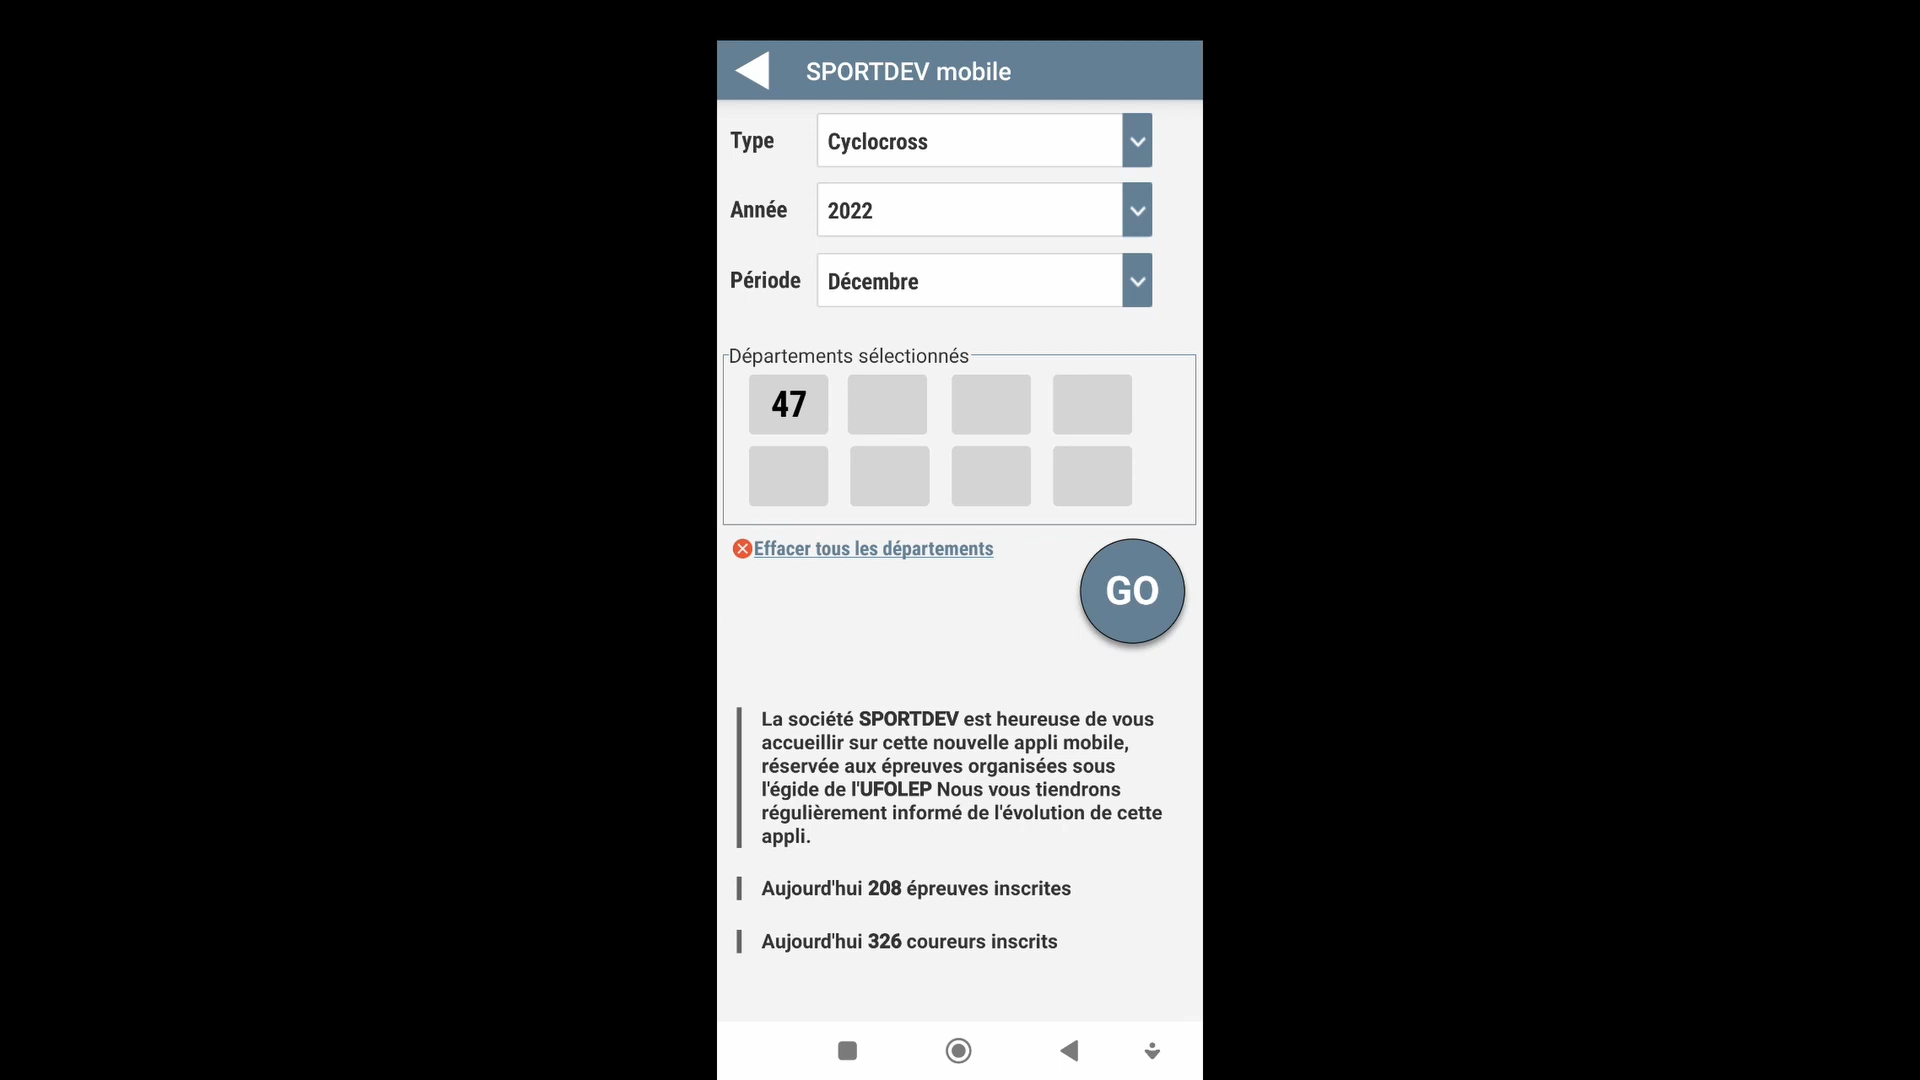 SPORTDEV mobile
Type
Cyclocross
Année
2022
Période
Décembre
Départements sélectionnés
47
Effacer tous les départements
GO
La société SPORTDEV est heureuse de vous
accueillir sur cette nouvelle appli mobile,
réservée aux épreuves organisées sous
l'égide de l'UFOLEP Nous vous tiendrons
régulièrement informé de l'évolution de cette
appli.
Aujourd'hui 208 épreuves inscrites
Aujourd'hui 326 coureurs inscrits